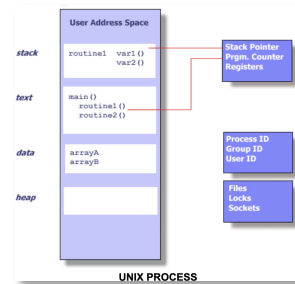 User Address Space
stack
routine1 var1()
var2()
text
main()
routine1()
routine2()
data
arrayA
arrayB
heap
Stack Pointer
Prgm. Counter
Registers
Process ID
Group ID
User ID
Files
Locks
Sockets
UNIX PROCESS